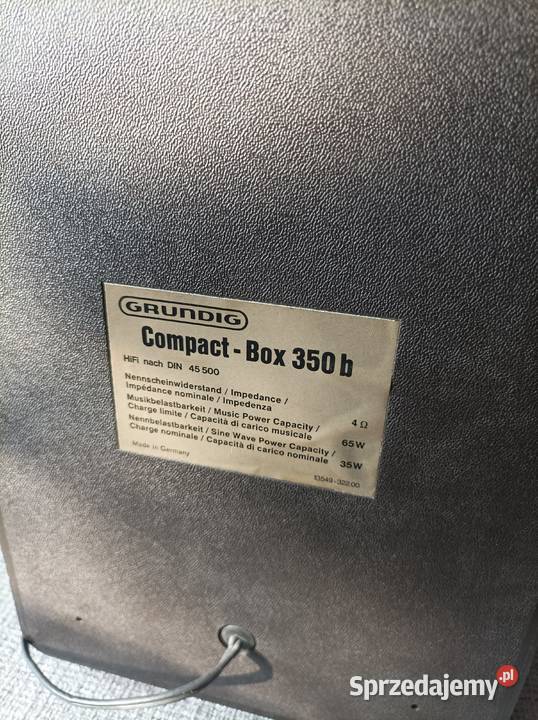 GRUNDIG
Compact - Box 350 b
HiFi nach DIN 45 500
Nennscheinwiderstand / Impedance /
Impédance nominale / Impedenza 4 Ω
Musikbelastbarkeit / Music Power Capacity /
Charge limite / Capacità di carico musicale 65 W
Nennbelastbarkeit / Sine Wave Power Capacity /
Charge nominale / Capacità di carico nominale 35 W
Made in Germany
13549-322.00
Sprzedajemy.pl